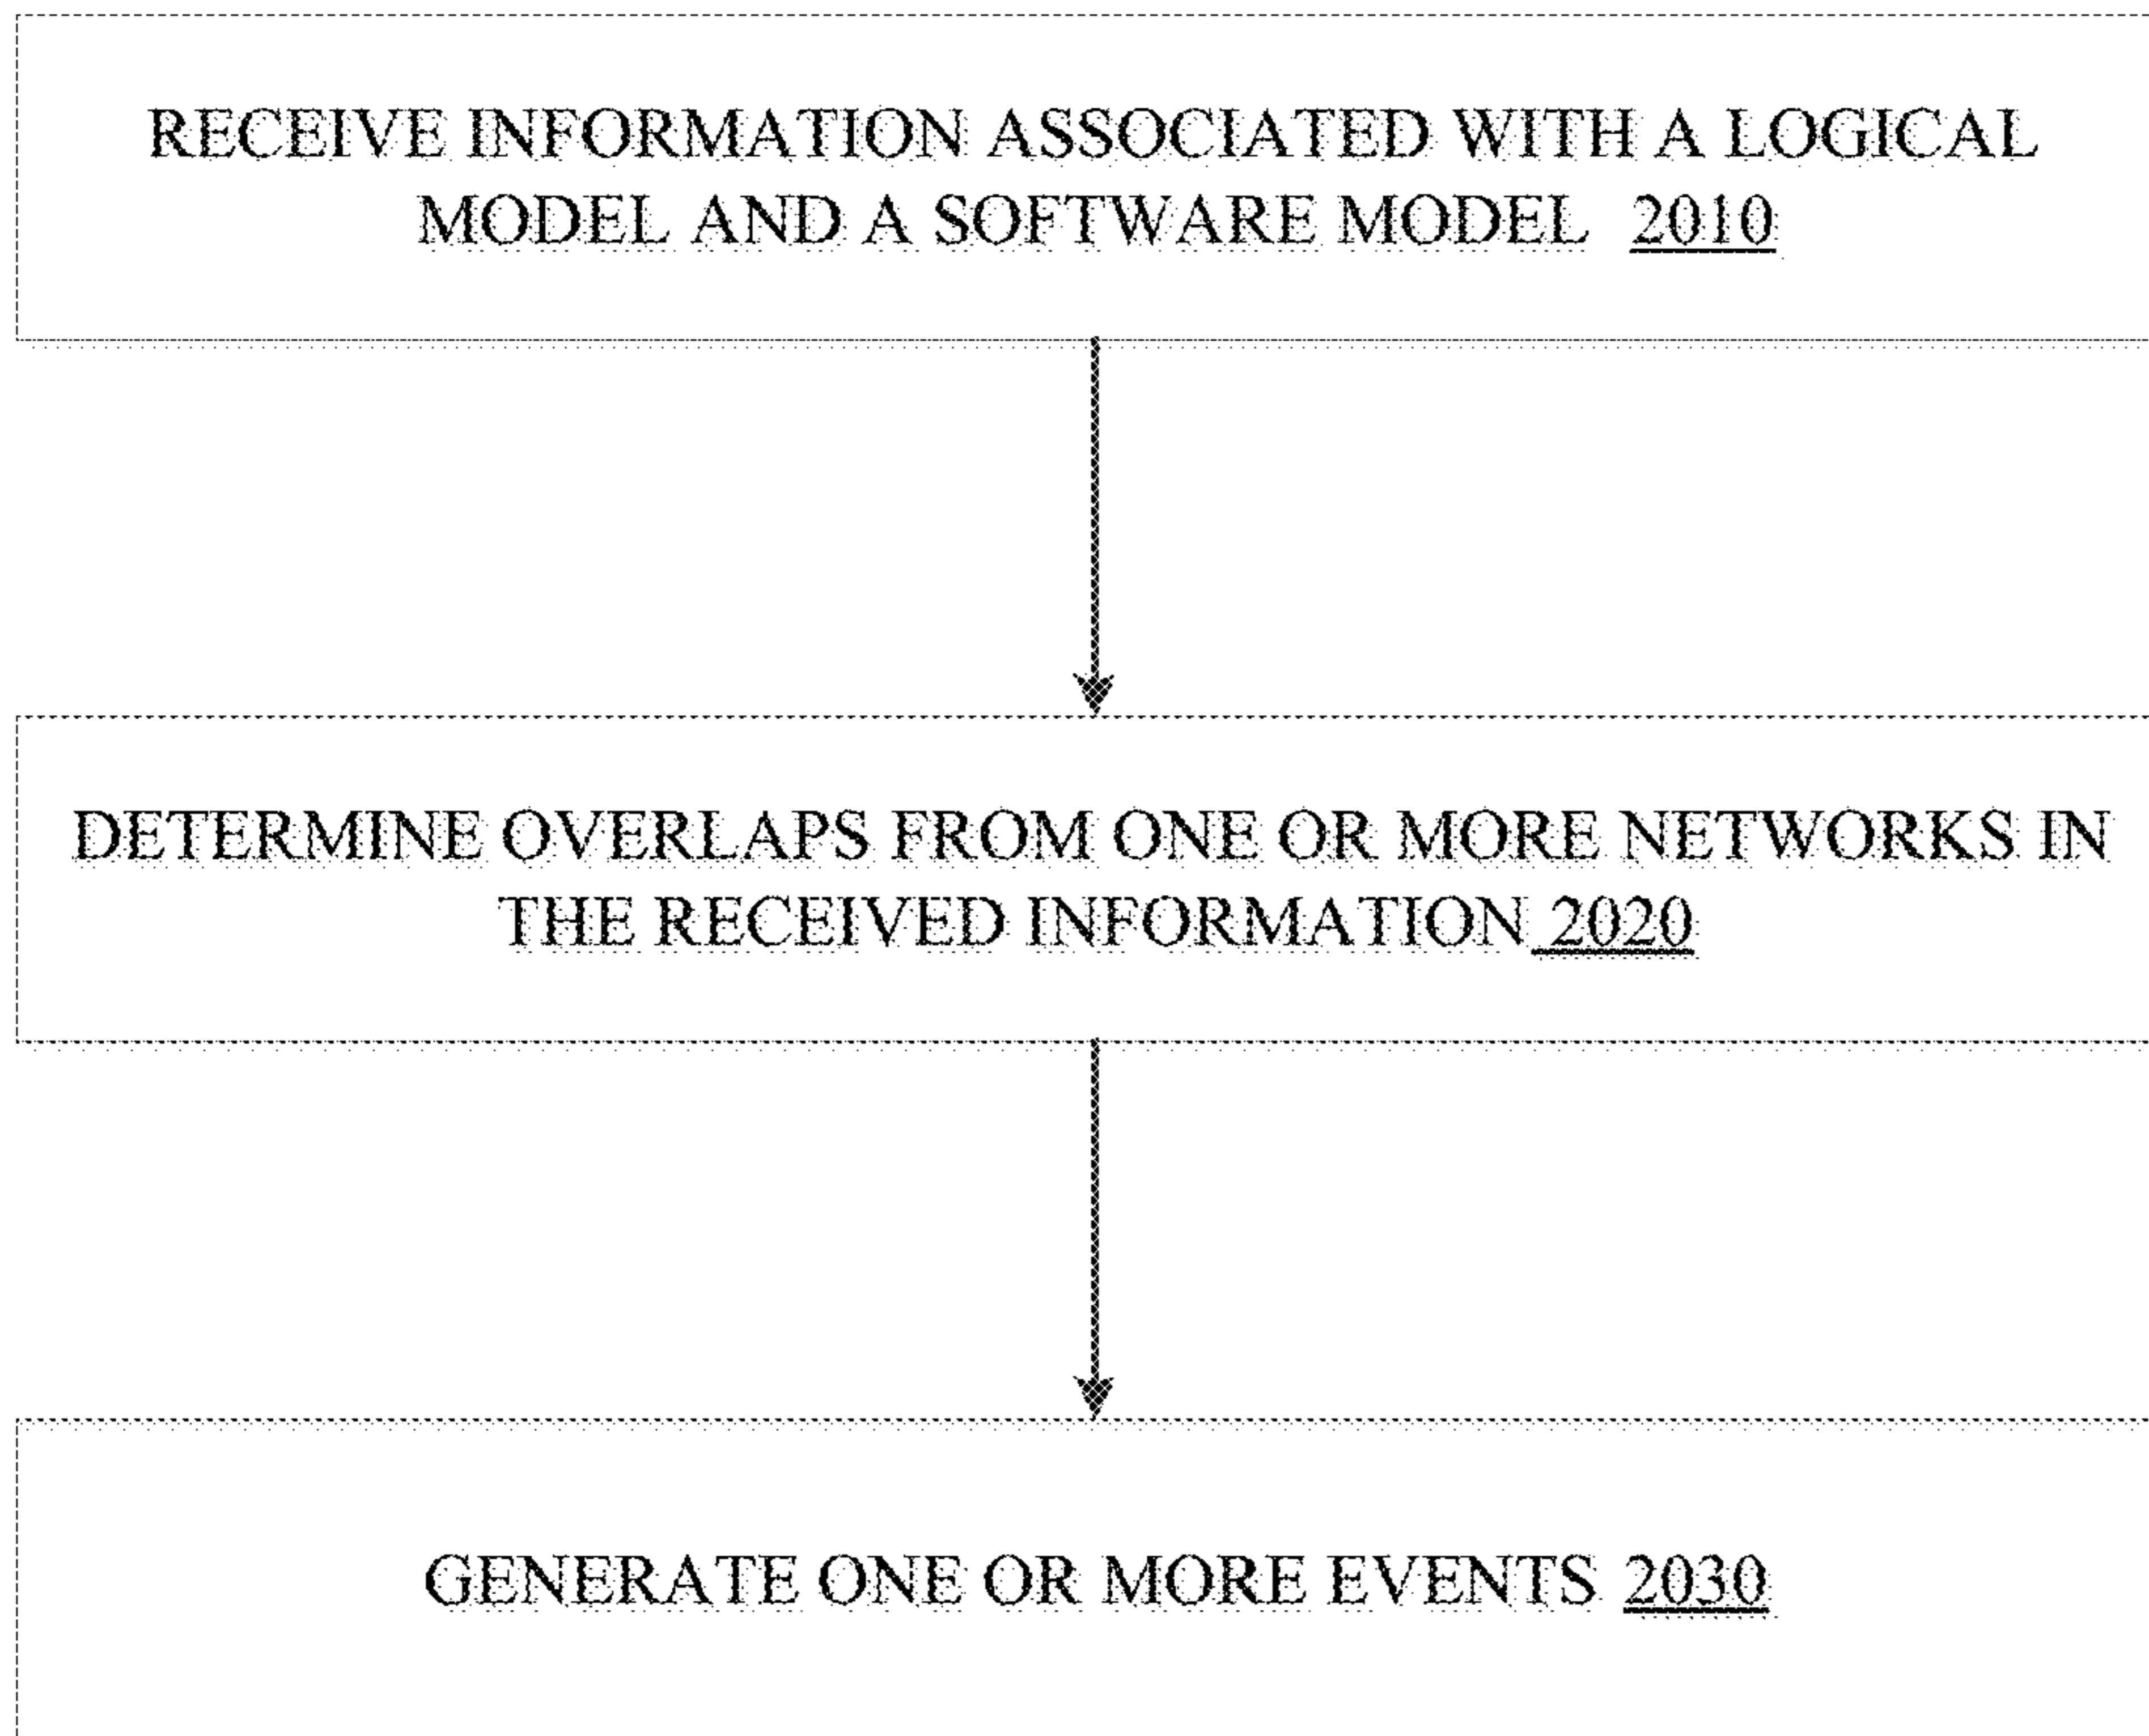 RECEIVE INFORMATION ASSOCIATED WITH A LOGICAL
MODEL AND A SOFTWARE MODEL 2010
DETERMINE OVERLAPS FROM ONE OR MORE NETWORKS IN
THE RECEIVED INFORMATION 2020
GENERATE ONE OR MORE EVENTS 2030